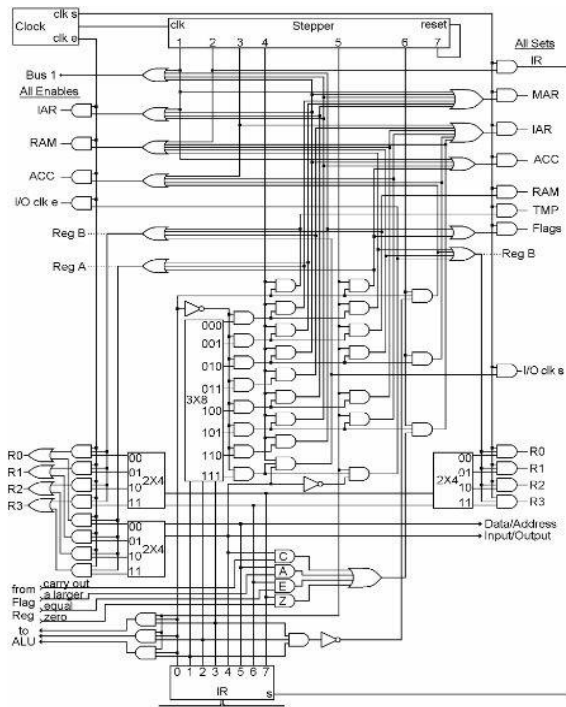 clk s
Clock
clk e
clk Stepper reset
1 2 3 4 5 6 7
Bus 1
All Enables
IAR
RAM
ACC
I/O clk e
Reg B
Reg A
All Sets
IR
MAR
IAR
ACC
RAM
TMP
Flags
Reg B
I/O clk s
000
001
010
011
3X8
100
101
110
111
R0
R1
R2
R3
00
01
10
11
2X4
00
01
10
11
2X4
00
01
10
11
2X4
R0
R1
R2
R3
Data/Address
Input/Output
from
Flag
Reg
carry out
a larger
equal
zero
C
A
E
Z
to
ALU
0 1 2 3 4 5 6 7
IR
s